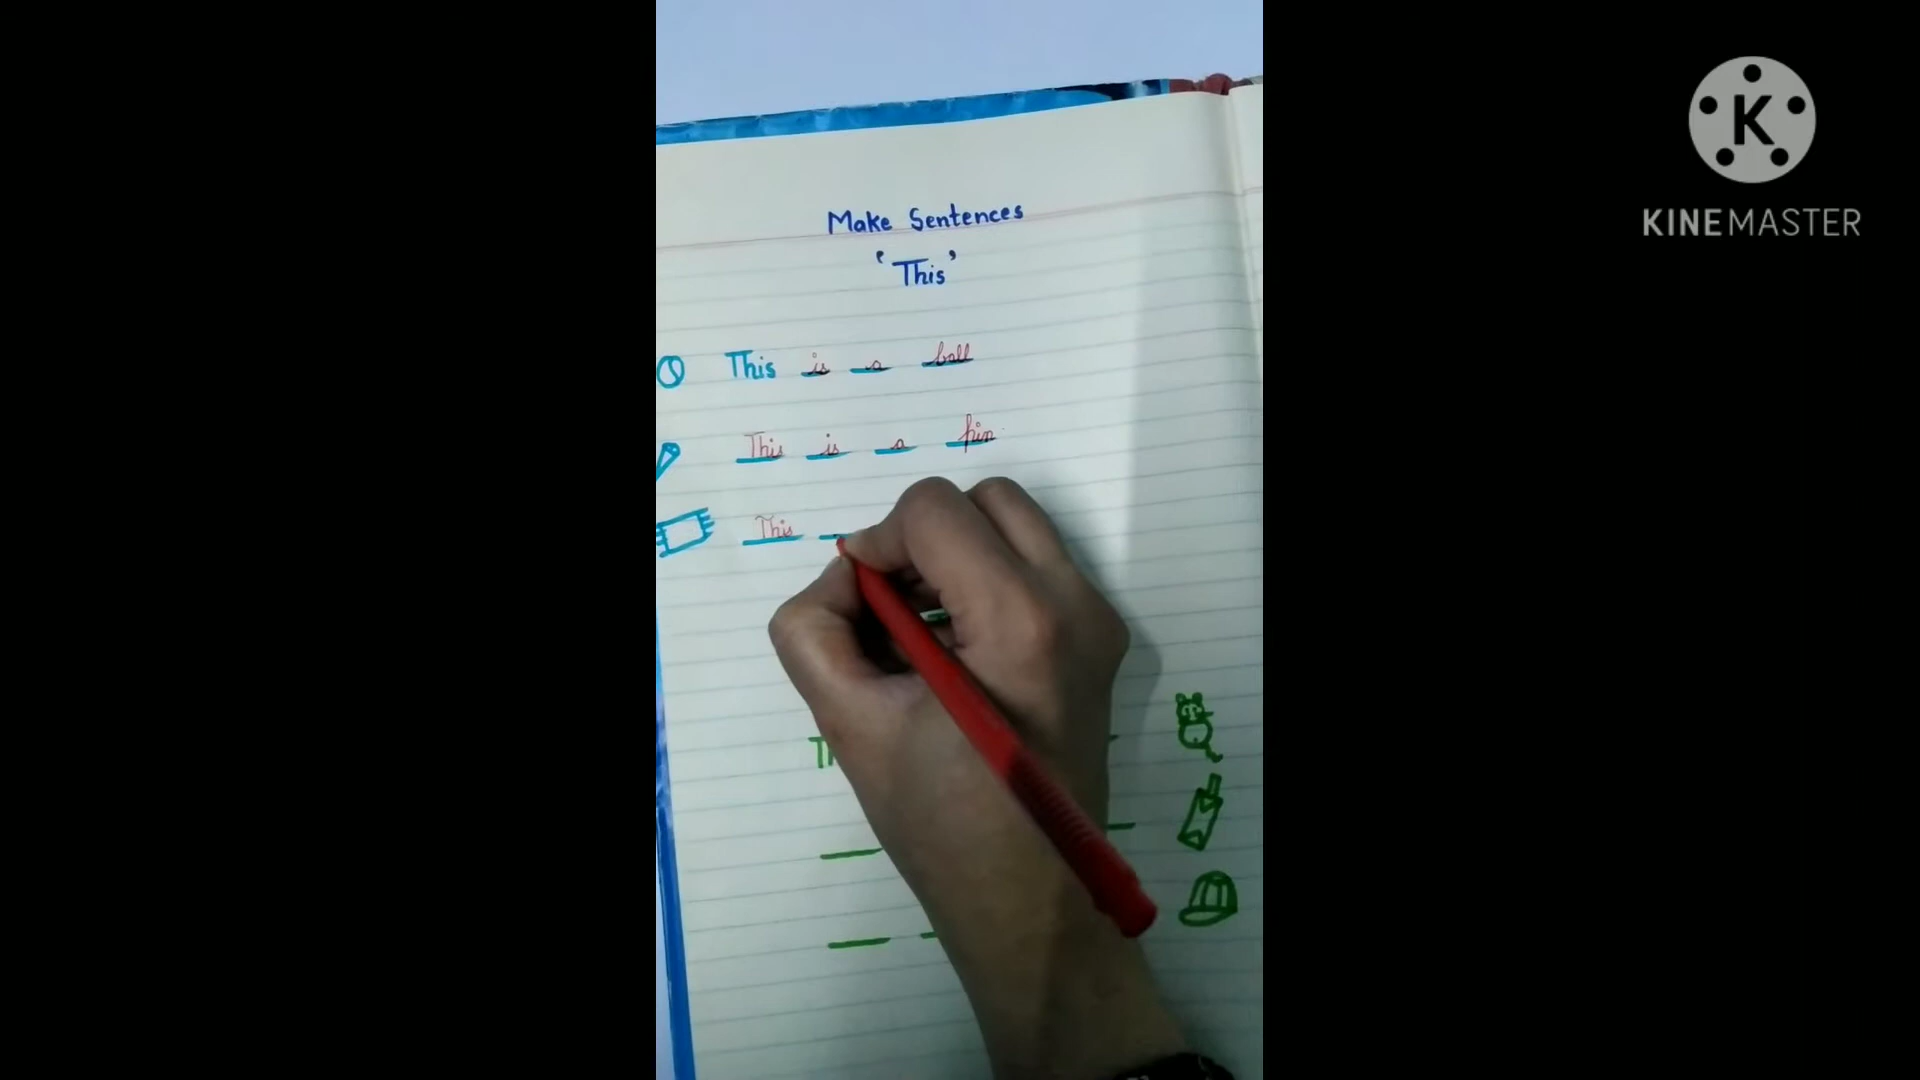 Make Sentences
'This'
This is a ball
This is a pin
This
K
KINEMASTER